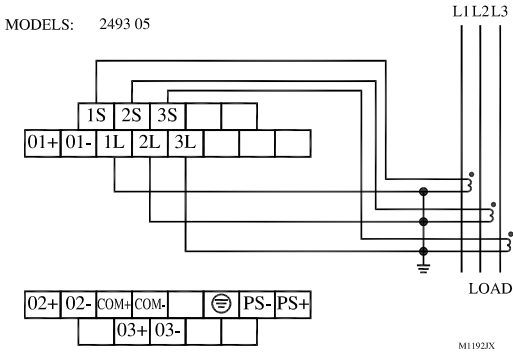 L1 L2 L3
MODELS: 2493 05
1S 2S 3S
01+ 01- 1L 2L 3L
LOAD
02+ 02- COM+ COM- PS- PS+
03+ 03-
M1192JX